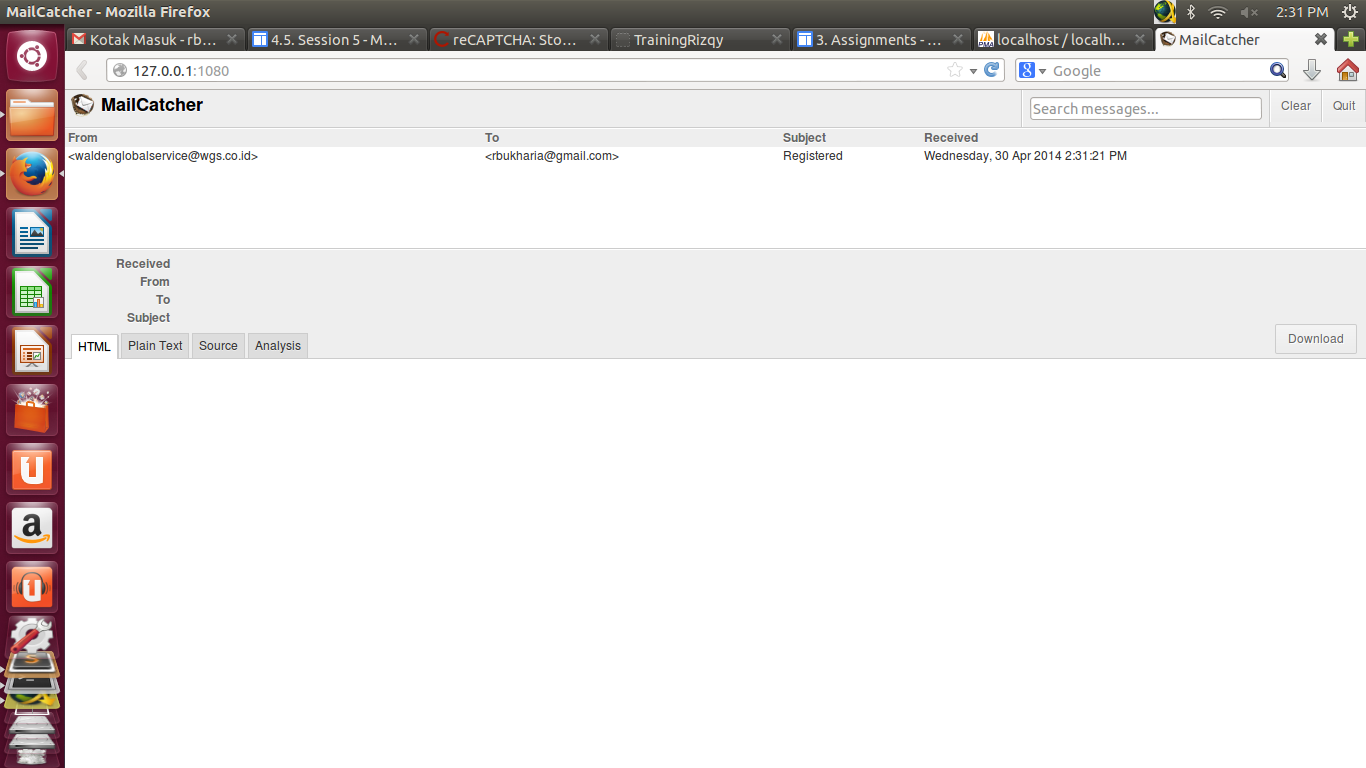 MailCatcher - Mozilla Firefox
2:31 PM
Kotak Masuk - rb...
4.5. Session 5 - M...
reCAPTCHA: Sto...
TrainingRizqy
3. Assignments - ...
localhost / localh...
MailCatcher
127.0.0.1:1080
Google
MailCatcher
Search messages...
Clear
Quit
From To Subject Received
<waldenglobalservice@wgs.co.id> <rbukharia@gmail.com> Registered Wednesday, 30 Apr 2014 2:31:21 PM
Received
From
To
Subject
HTML Plain Text Source Analysis
Download